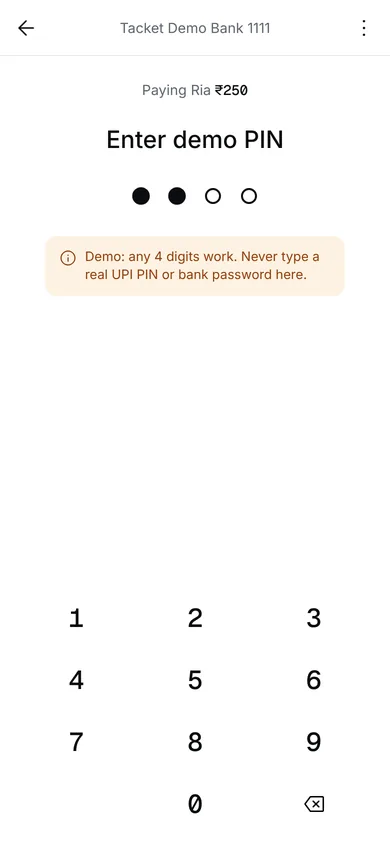 Tacket Demo Bank 1111
Paying Ria ₹250
Enter demo PIN
Demo: any 4 digits work. Never type a
real UPI PIN or bank password here.
1 2 3
4 5 6
7 8 9
0